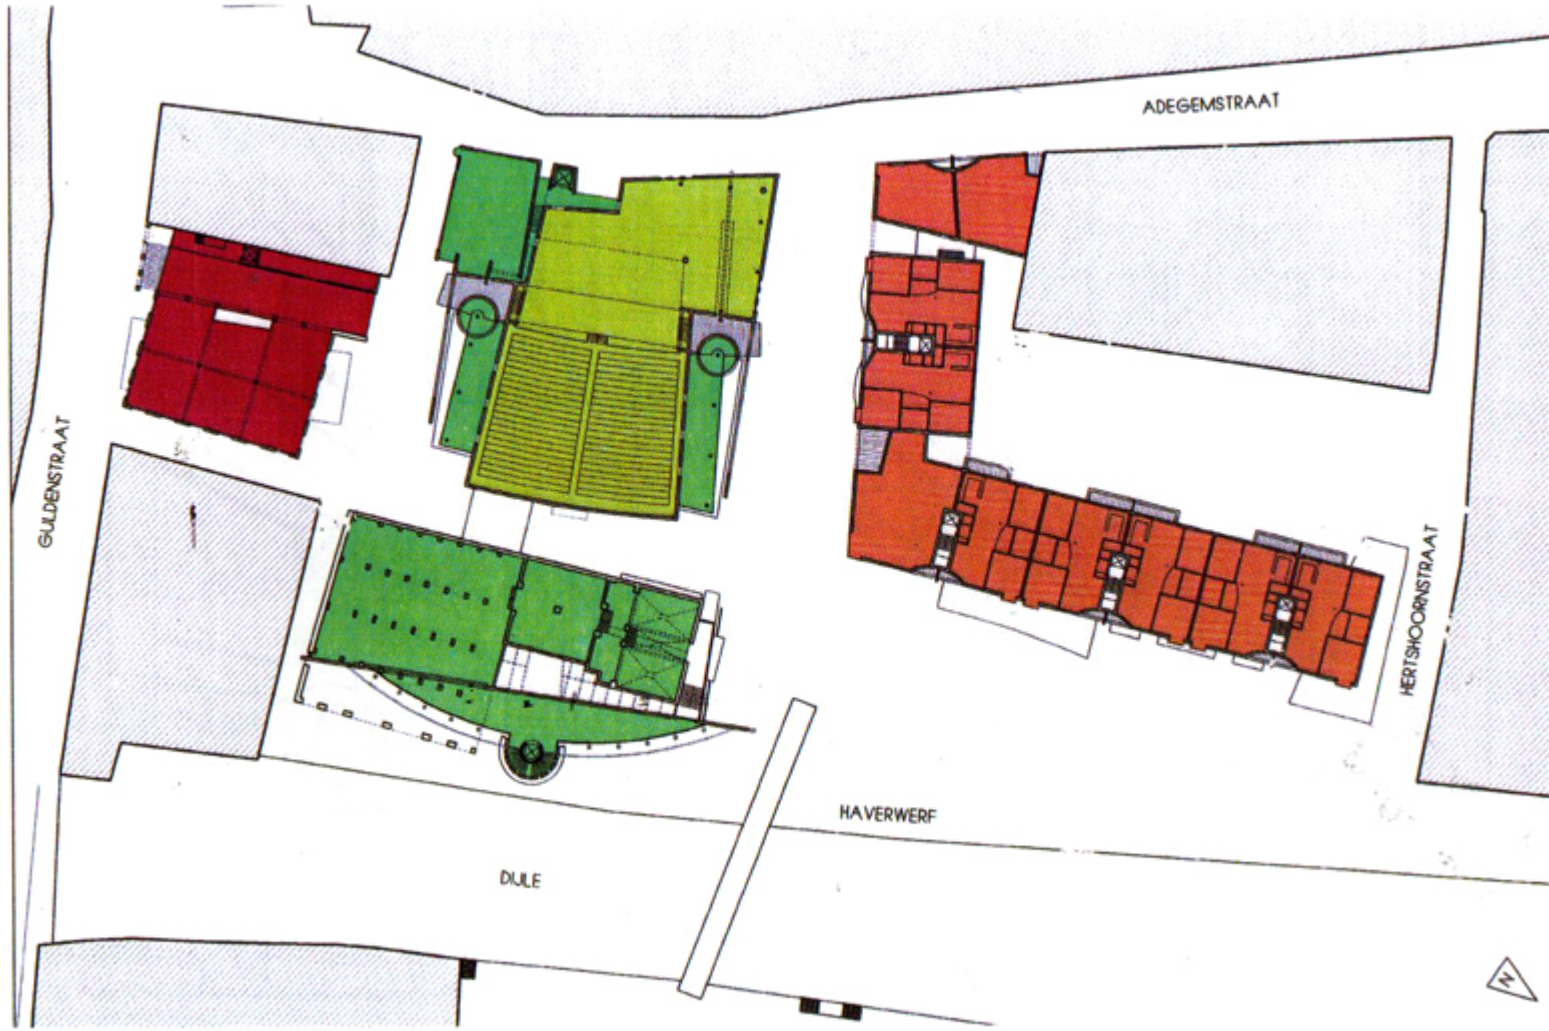 ADEGEMSTRAAT
GULDENSTRAAT
HERTSHOORNSTRAAT
HAVERWERF
DIJLE
N